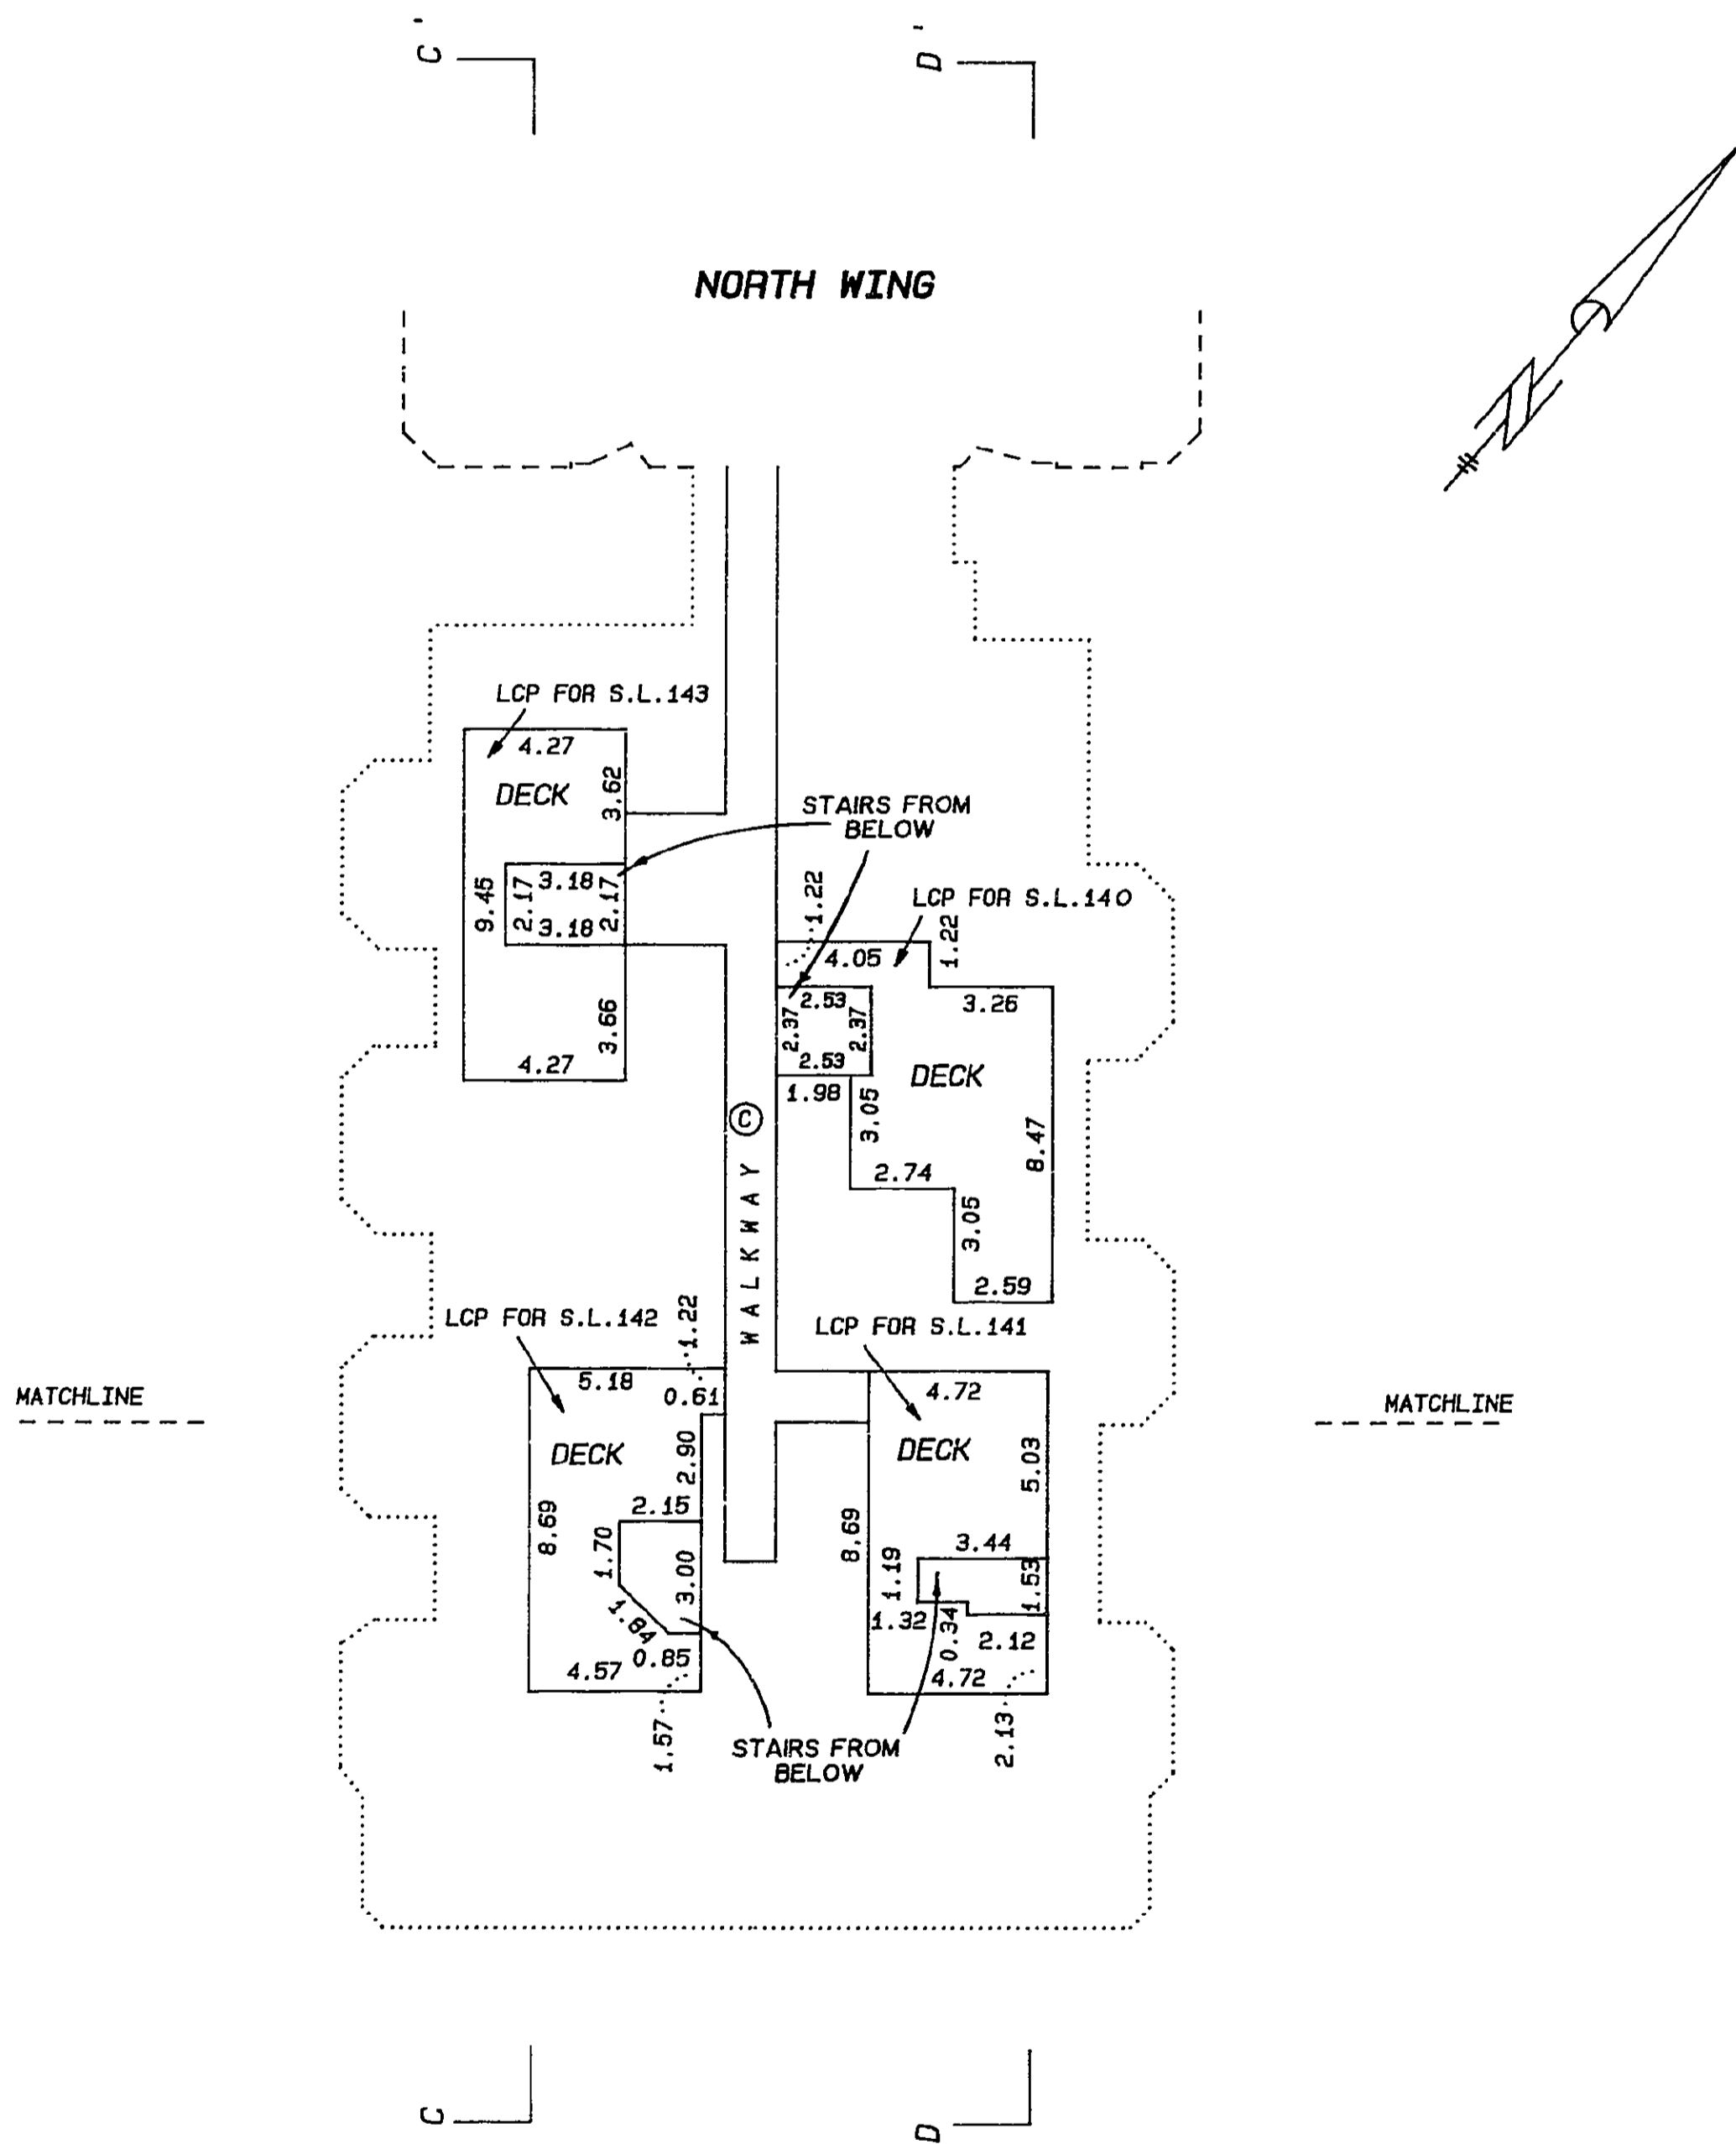 C'
D'
NORTH WING
N
LCP FOR S.L.143
4.27
DECK
3.62
STAIRS FROM
BELOW
3.18
2.17
2.17
9.45
3.18
1.22
LCP FOR S.L.140
4.05
1.22
2.53
3.26
2.37
2.37
2.53
3.66
4.27
DECK
1.98
3.05
C
8.47
WALKWAY
2.74
3.05
2.59
1.22
LCP FOR S.L.142
LCP FOR S.L.141
MATCHLINE
5.18
0.61
4.72
MATCHLINE
DECK
2.90
DECK
5.03
2.15
8.69
8.69
3.44
1.70
3.00
1.19
1.53
1.84
1.32
0.34
2.12
0.85
4.57
4.72
1.57
2.13
STAIRS FROM
BELOW
C
D